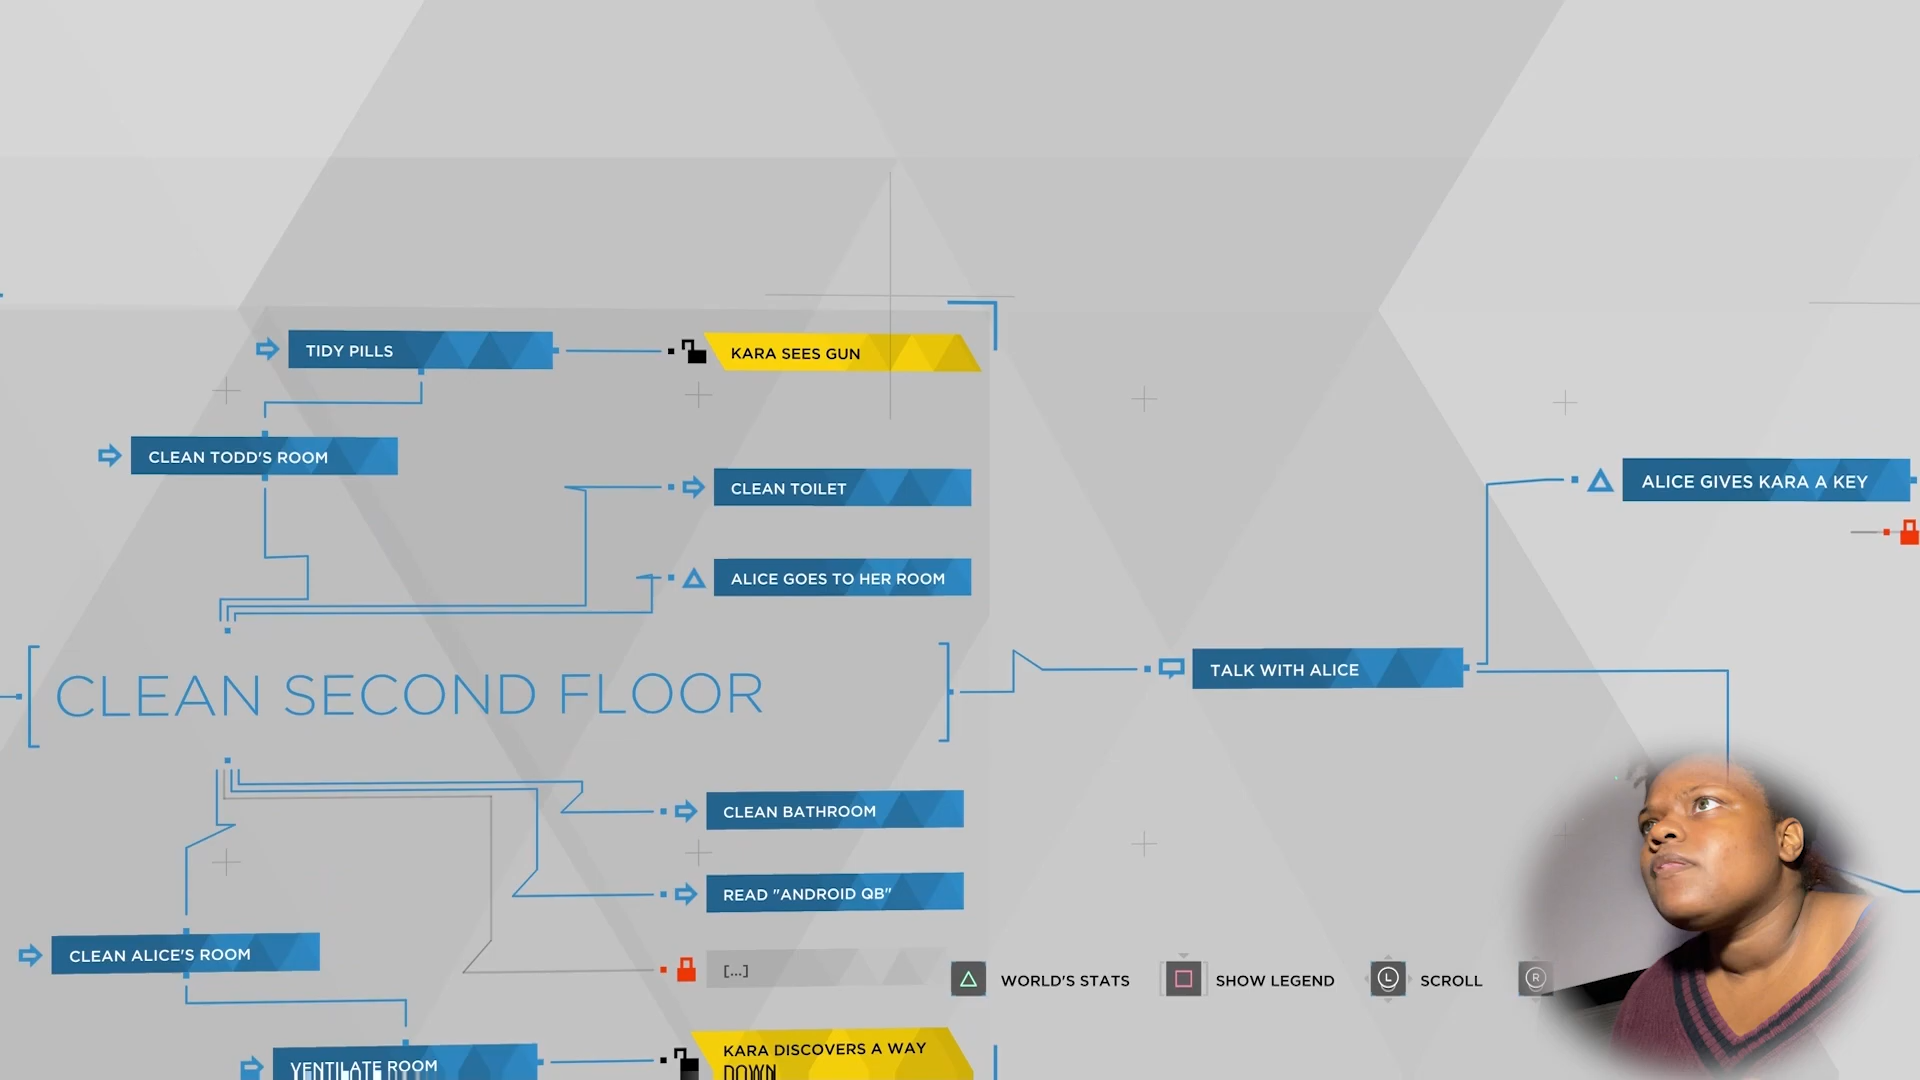 TIDY PILLS
KARA SEES GUN
CLEAN TODD'S ROOM
CLEAN TOILET
ALICE GIVES KARA A KEY
ALICE GOES TO HER ROOM
CLEAN SECOND FLOOR
TALK WITH ALICE
CLEAN BATHROOM
READ "ANDROID QB"
CLEAN ALICE'S ROOM
[...]
WORLD'S STATS
SHOW LEGEND
L
SCROLL
R
VENTILATE ROOM
KARA DISCOVERS A WAY
DOWN